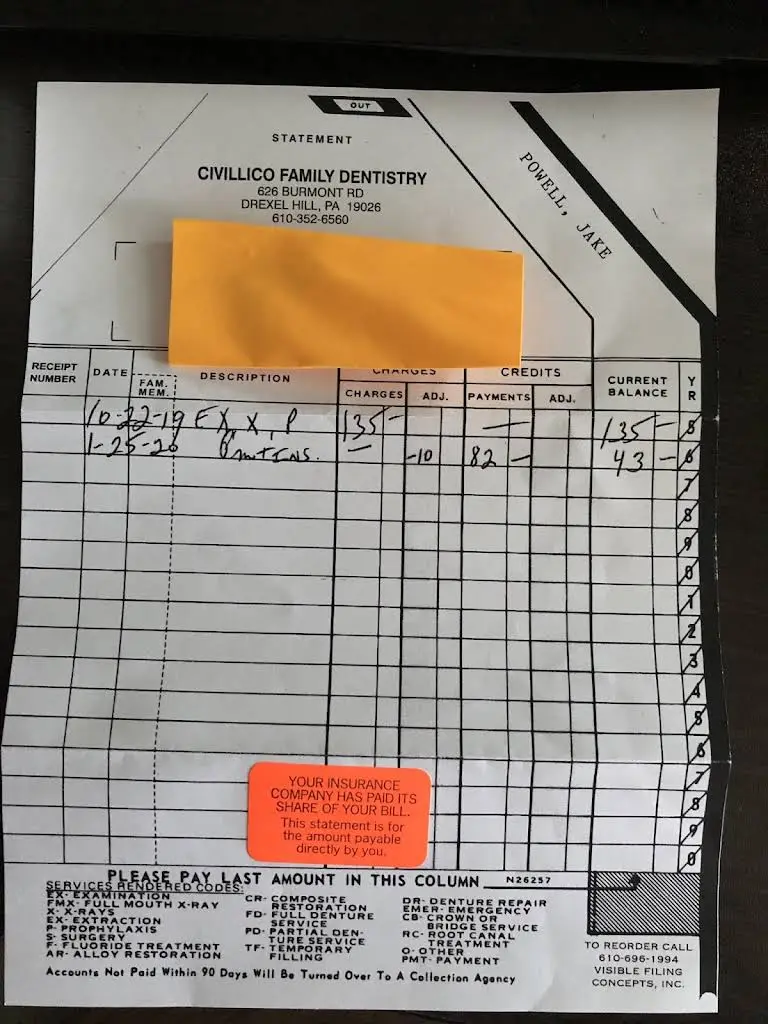 OUT
STATEMENT
CIVILLICO FAMILY DENTISTRY
626 BURMONT RD
DREXEL HILL, PA 19026
610-352-6560
POWELL, JAKE
RECEIPT NUMBER DATE FAM. MEM. DESCRIPTION CHARGES CHARGES ADJ. CREDITS PAYMENTS ADJ. CURRENT BALANCE YR
10-22-19 EX, X, P 135- — 135- 5
1-25-20 PmtINS. — -10 82 - 43 - 6
7
8
9
0
1
2
3
4
5
6
7
8
9
0
YOUR INSURANCE
COMPANY HAS PAID ITS
SHARE OF YOUR BILL.
This statement is for
the amount payable
directly by you.
PLEASE PAY LAST AMOUNT IN THIS COLUMN
N26257
SERVICES RENDERED CODES:
EX- EXAMINATION
FMX- FULL MOUTH X-RAY
X- X-RAYS
EX- EXTRACTION
P- PROPHYLAXIS
S- SURGERY
F- FLUORIDE TREATMENT
AR- ALLOY RESTORATION
CR- COMPOSITE
RESTORATION
FD- FULL DENTURE
SERVICE
PD- PARTIAL DEN-
TURE SERVICE
TF- TEMPORARY
FILLING
DR- DENTURE REPAIR
EMER- EMERGENCY
CB- CROWN OR
BRIDGE SERVICE
RC- ROOT CANAL
TREATMENT
O- OTHER
PMT- PAYMENT
Accounts Not Paid Within 90 Days Will Be Turned Over To A Collection Agency
TO REORDER CALL
610-696-1994
VISIBLE FILING
CONCEPTS, INC.